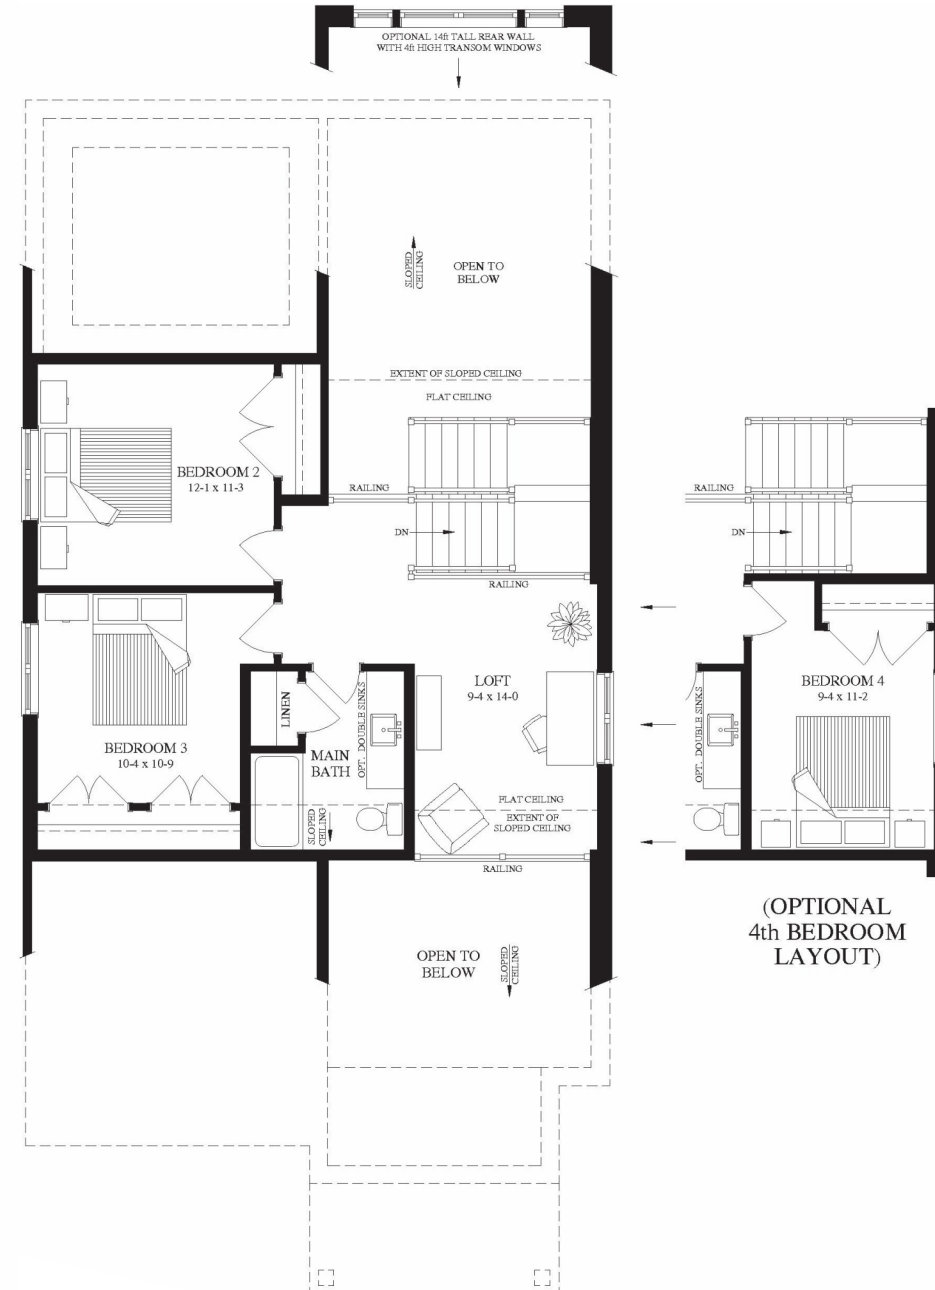 OPTIONAL 14ft TALL REAR WALL
WITH 4ft HIGH TRANSOM WINDOWS
SLOPED
CEILING
OPEN TO
BELOW
EXTENT OF SLOPED CEILING
FLAT CEILING
BEDROOM 2
12-1 x 11-3
RAILING
DN
RAILING
RAILING
DN
LOFT
9-4 x 14-0
LINEN
OPT. DOUBLE SINKS
MAIN
BATH
BEDROOM 3
10-4 x 10-9
SLOPED
CEILING
FLAT CEILING
EXTENT OF
SLOPED CEILING
RAILING
OPT. DOUBLE SINKS
BEDROOM 4
9-4 x 11-2
(OPTIONAL
4th BEDROOM
LAYOUT)
OPEN TO
BELOW
SLOPED
CEILING